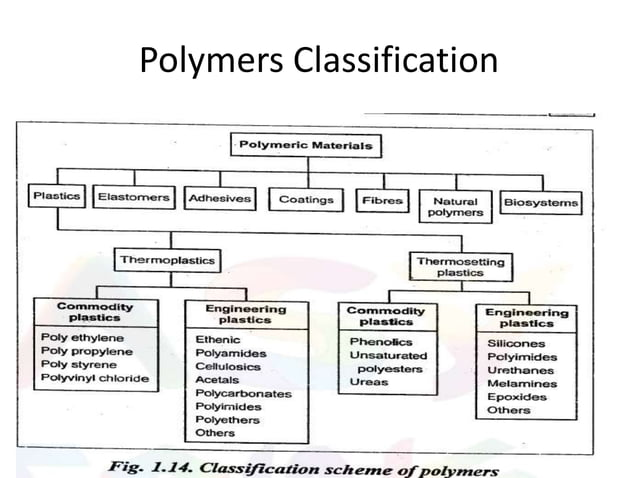 Polymers Classification
Polymeric Materials
Plastics
Elastomers
Adhesives
Coatings
Fibres
Natural
polymers
Biosystems
Thermoplastics
Thermosetting
plastics
Commodity
plastics
Poly ethylene
Poly propylene
Poly styrene
Polyvinyl chloride
Engineering
plastics
Ethenic
Polyamides
Cellulosics
Acetals
Polycarbonates
Polyimides
Polyethers
Others
Commodity
plastics
Phenolics
Unsaturated
polyesters
Ureas
Engineering
plastics
Silicones
Polyimides
Urethanes
Melamines
Epoxides
Others
Fig. 1.14. Classification scheme of polymers